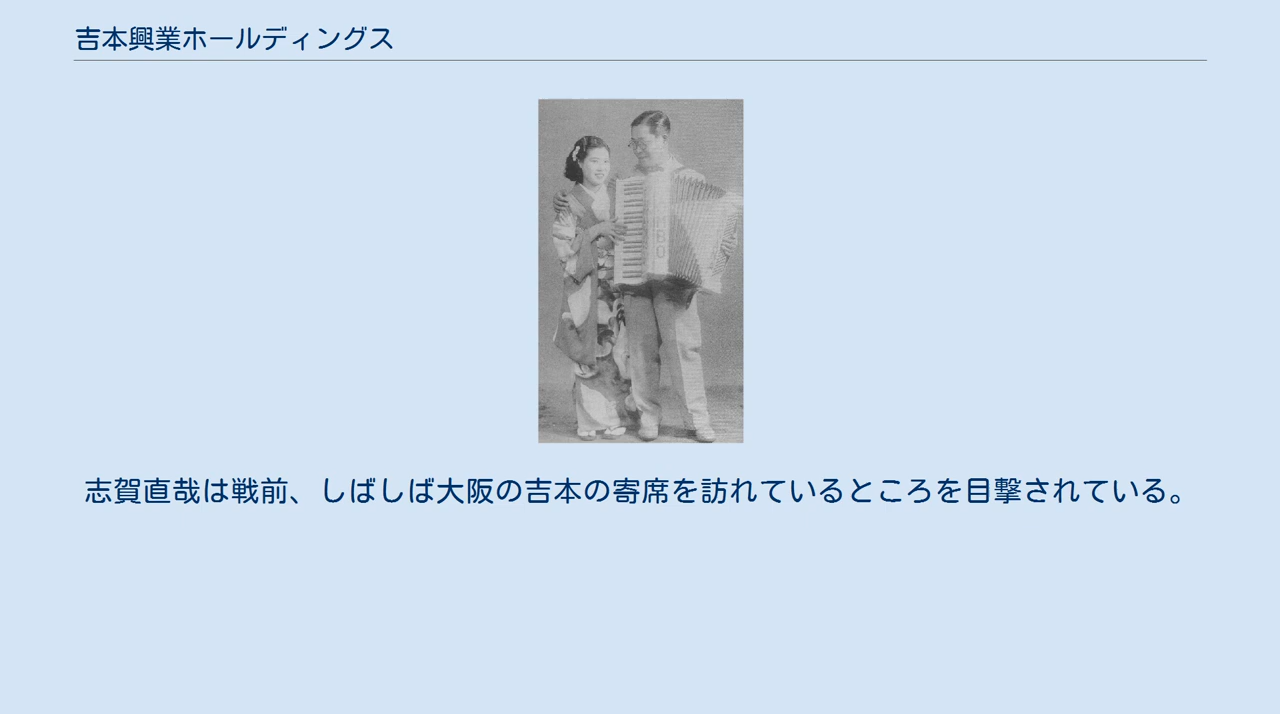 吉本興業ホールディングス
志賀直哉は戦前、しばしば大阪の吉本の寄席を訪れているところを目撃されている。